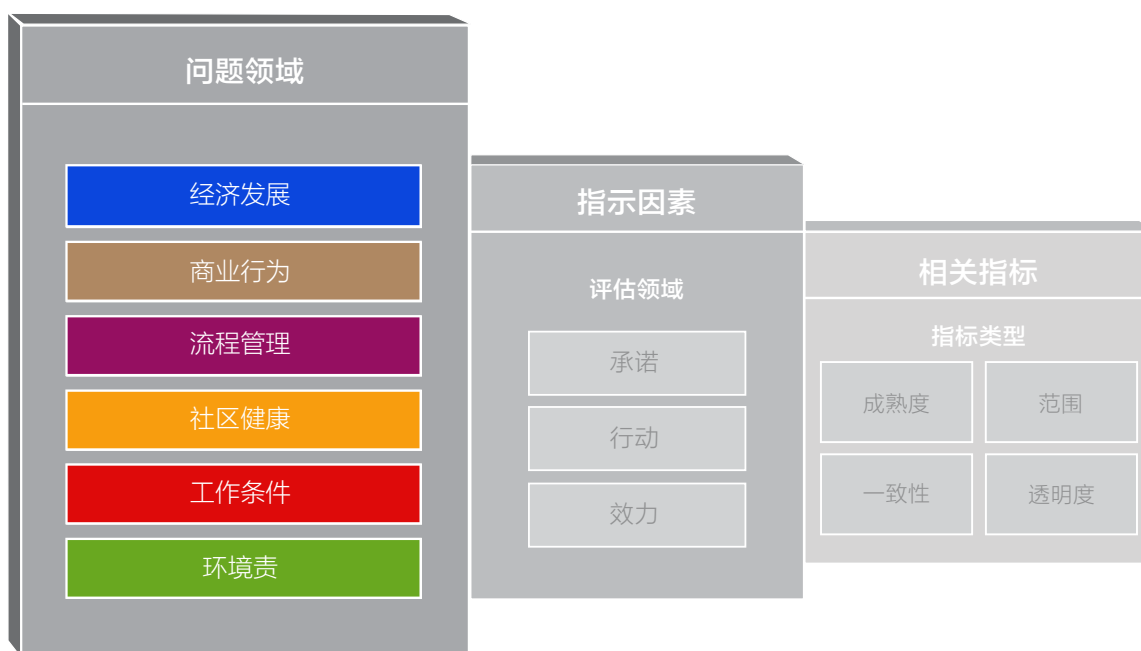 问题领域
经济发展
商业行为
流程管理
社区健康
工作条件
环境责
指示因素
评估领域
承诺
行动
效力
相关指标
指标类型
成熟度
范围
一致性
透明度